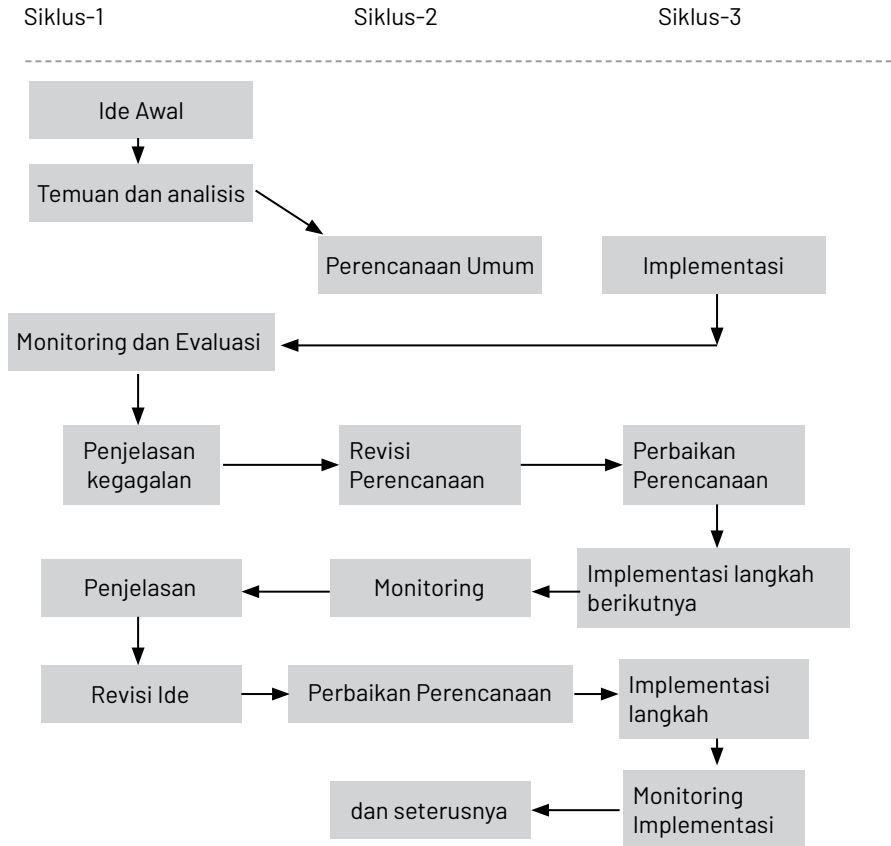 Siklus-1
Siklus-2
Siklus-3
Ide Awal
Temuan dan analisis
Perencanaan Umum
Implementasi
Monitoring dan Evaluasi
Penjelasan
kegagalan
Revisi
Perencanaan
Perbaikan
Perencanaan
Penjelasan
Monitoring
Implementasi langkah
berikutnya
Revisi Ide
Perbaikan Perencanaan
Implementasi
langkah
dan seterusnya
Monitoring
Implementasi